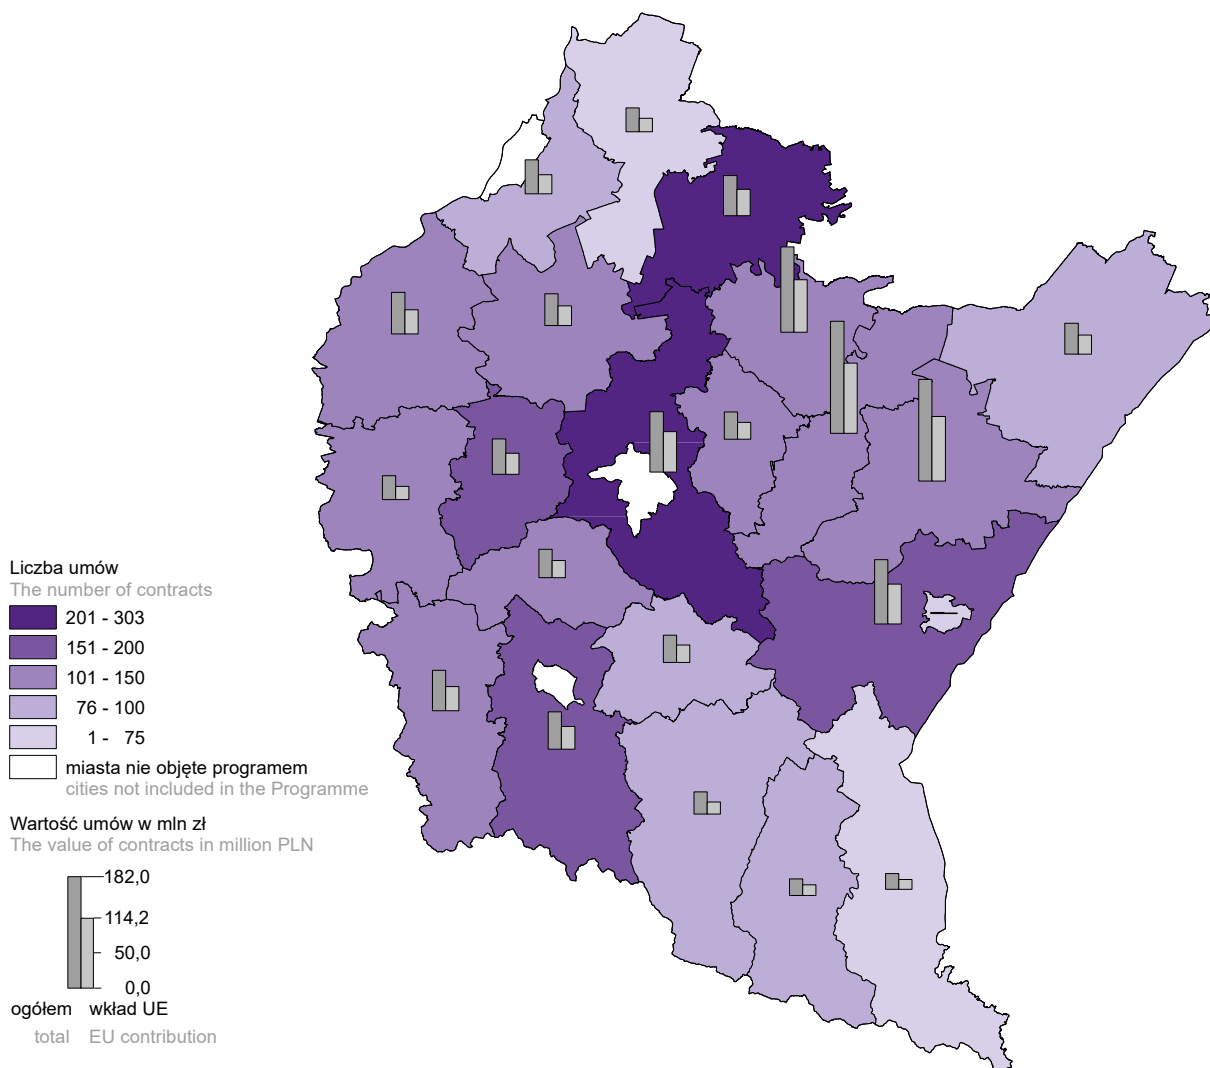 Liczba umów
The number of contracts
201 - 303
151 - 200
101 - 150
76 - 100
1 - 75
miasta nie objęte programem
cities not included in the Programme
Wartość umów w mln zł
The value of contracts in million PLN
182,0
114,2
50,0
0,0
ogółem wkład UE
total EU contribution